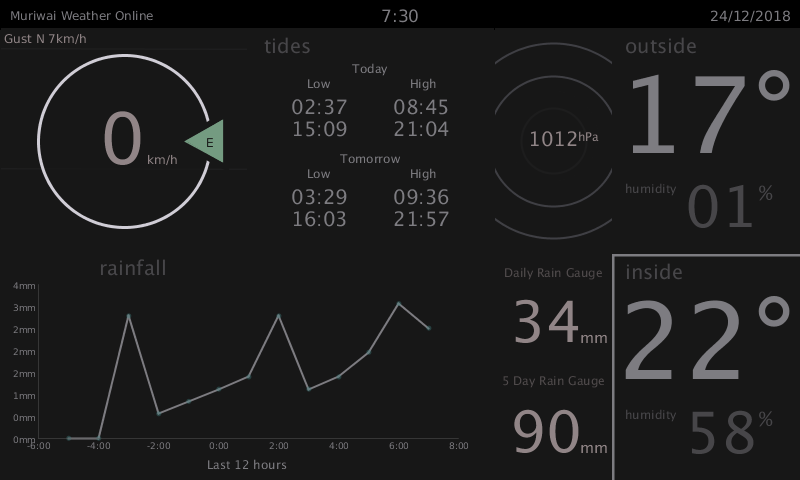 Muriwai Weather Online
7:30
24/12/2018
Gust N 7km/h
0 km/h
E
tides
Today
Low High
02:37 08:45
15:09 21:04
Tomorrow
Low High
03:29 09:36
16:03 21:57
1012hPa
outside
17°
humidity 01%
rainfall
4mm
3mm
2mm
2mm
2mm
1mm
0mm
0mm
-6:00 -4:00 -2:00 0:00 2:00 4:00 6:00 8:00
Last 12 hours
Daily Rain Gauge
34mm
5 Day Rain Gauge
90mm
inside
22°
humidity 58%